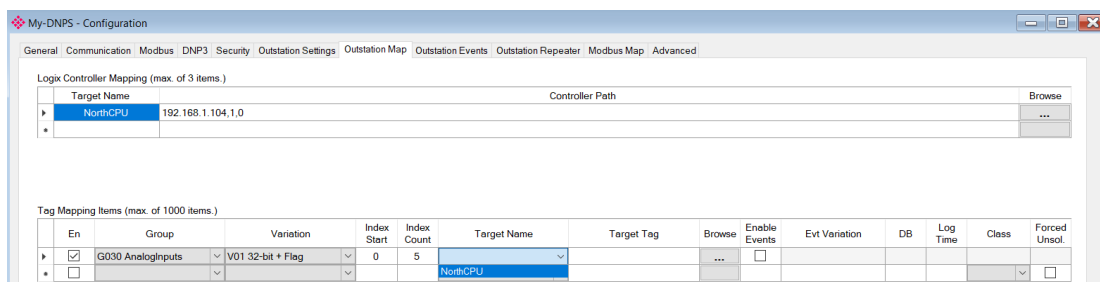 My-DNPS - Configuration
General Communication Modbus DNP3 Security Outstation Settings Outstation Map Outstation Events Outstation Repeater Modbus Map Advanced
Logix Controller Mapping (max. of 3 items.)
Target Name Controller Path Browse
NorthCPU 192.168.1.104,1,0 ...
Tag Mapping Items (max. of 1000 items.)
En Group Variation Index Start Index Count Target Name Target Tag Browse Enable Events Evt Variation DB Log Time Class Forced Unsol.
G030 AnalogInputs V01 32-bit + Flag 0 5 ...
NorthCPU